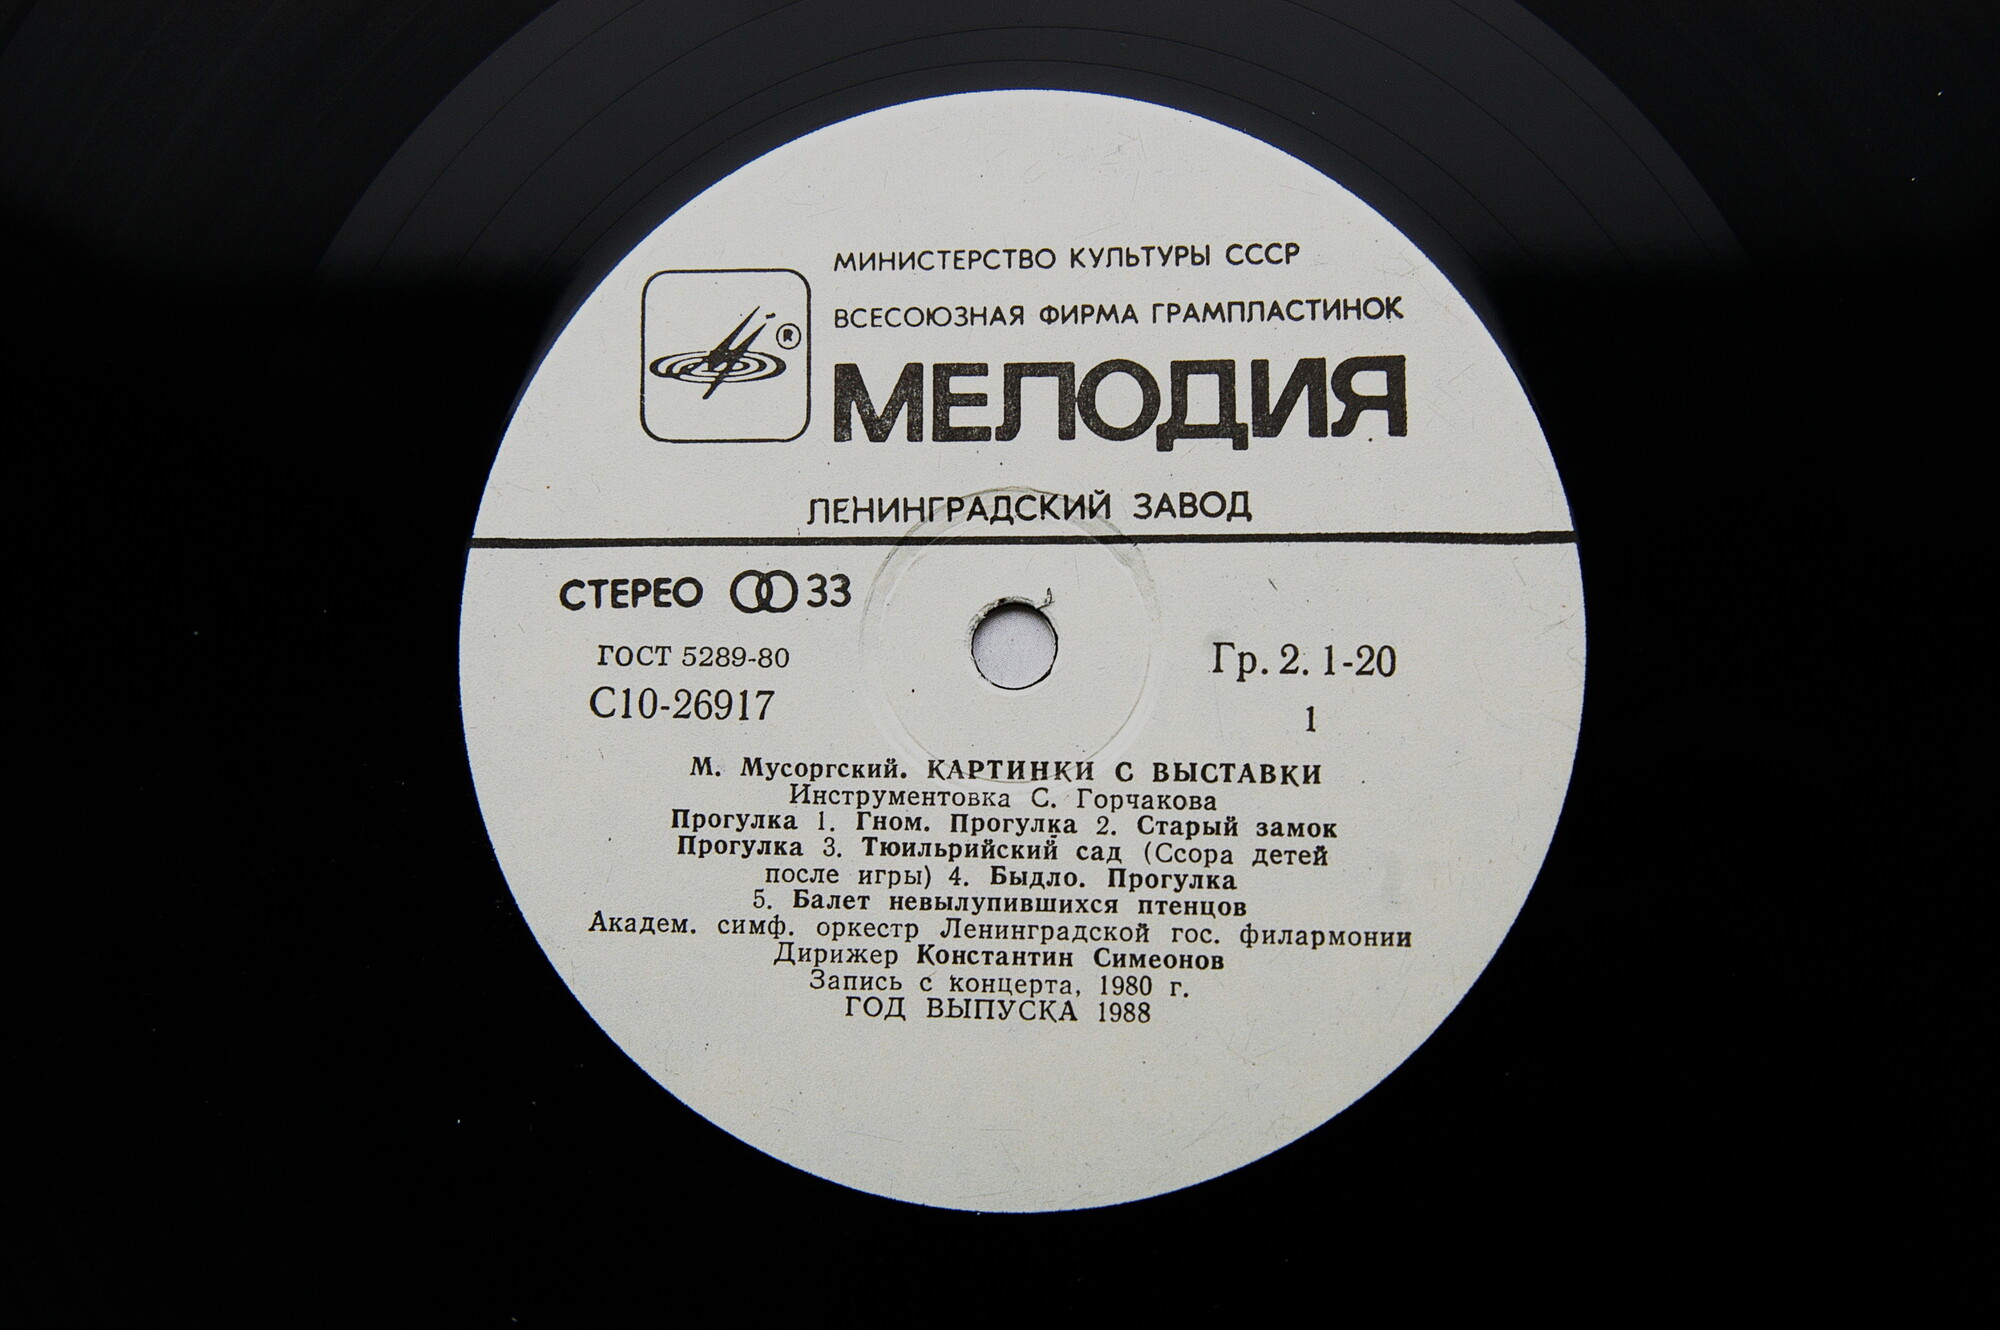 МИНИСТЕРСТВО КУЛЬТУРЫ СССР
ВСЕСОЮЗНАЯ ФИРМА ГРАМПЛАСТИНОК
®
МЕЛОДИЯ
ЛЕНИНГРАДСКИЙ ЗАВОД
СТЕРЕО 33
ГОСТ 5289-80
Гр. 2. 1-20
С10-26917
1
М. Мусоргский. КАРТИНКИ С ВЫСТАВКИ
Инструментовка С. Горчакова
Прогулка 1. Гном. Прогулка 2. Старый замок
Прогулка 3. Тюильрийский сад (Ссора детей
после игры) 4. Быдло. Прогулка
5. Балет невылупившихся птенцов
Академ. симф. оркестр Ленинградской гос. филармонии
Дирижер Константин Симеонов
Запись с концерта, 1980 г.
ГОД ВЫПУСКА 1988